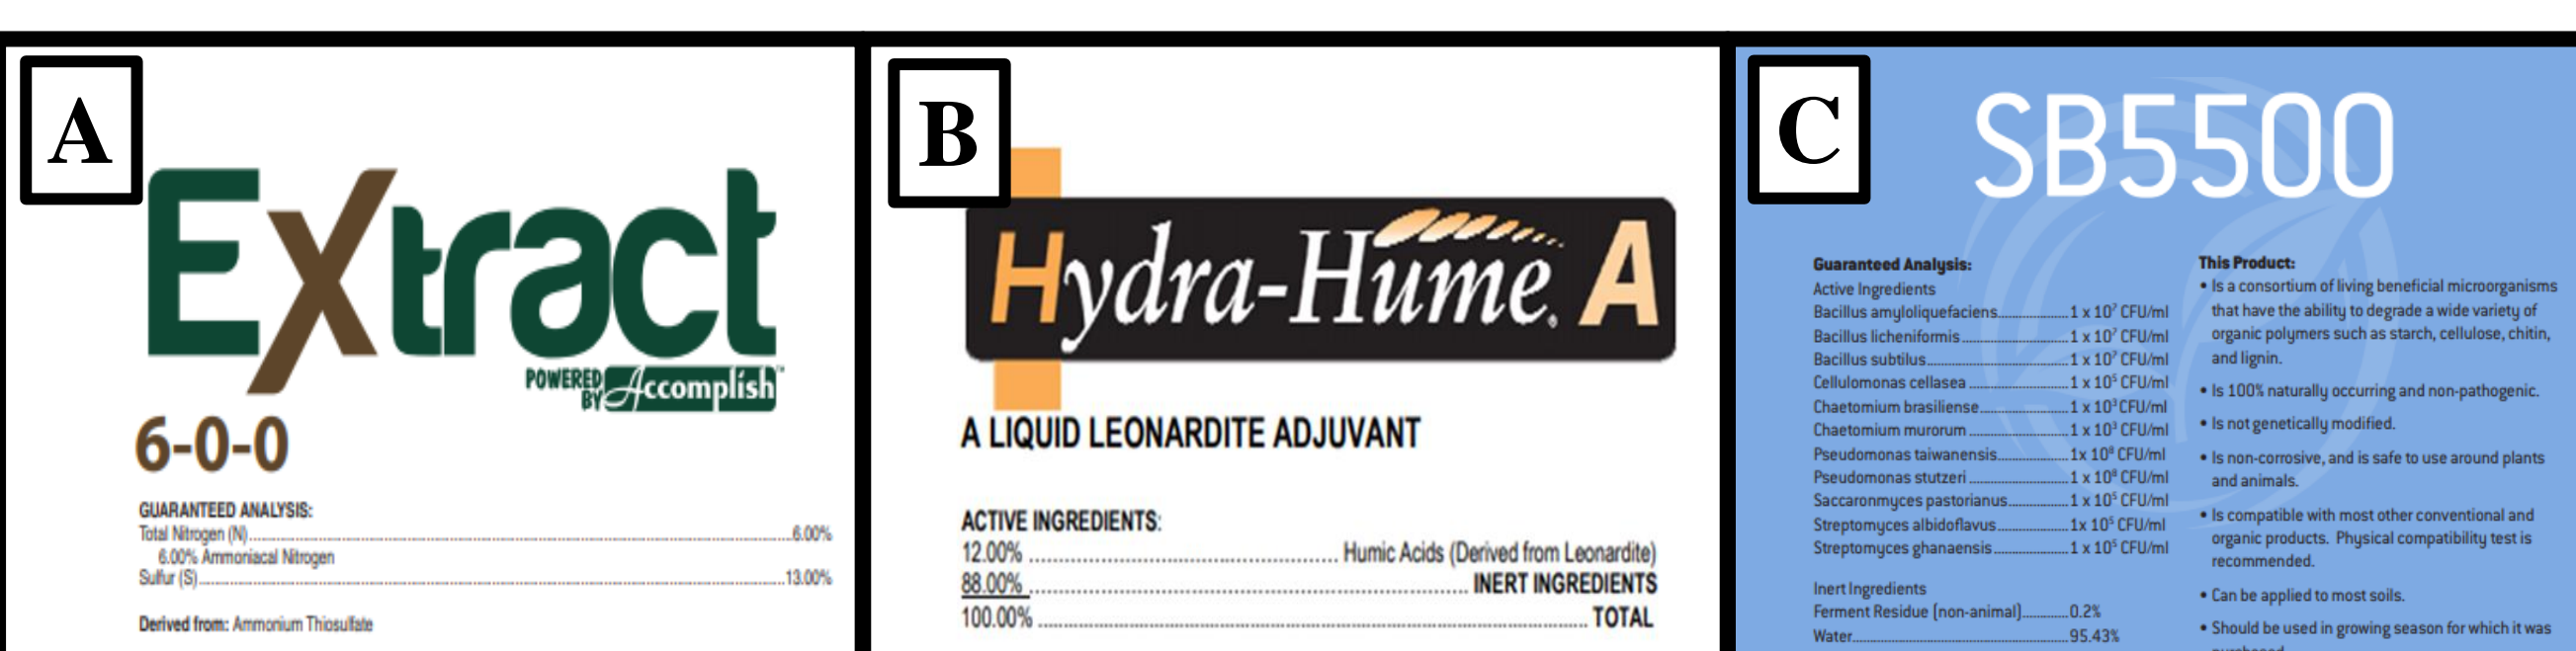 A
Extract
POWERED BY Accomplish™
6-0-0
GUARANTEED ANALYSIS:
Total Nitrogen (N)..........6.00%
6.00% Ammoniacal Nitrogen
Sulfur (S)..........13.00%
Derived from: Ammonium Thiosulfate
B
Hydra-Hume® A
A LIQUID LEONARDITE ADJUVANT
ACTIVE INGREDIENTS:
12.00% .......... Humic Acids (Derived from Leonardite)
88.00% .......... INERT INGREDIENTS
100.00% .......... TOTAL
C
SB5500
Guaranteed Analysis:
Active Ingredients
Bacillus amyloliquefaciens..........1 x 10⁷ CFU/ml
Bacillus licheniformis..........1 x 10⁷ CFU/ml
Bacillus subtilus..........1 x 10⁷ CFU/ml
Cellulomonas cellasea..........1 x 10⁵ CFU/ml
Chaetomium brasiliense..........1 x 10³ CFU/ml
Chaetomium murorum..........1 x 10³ CFU/ml
Pseudomonas taiwanensis..........1x 10⁸ CFU/ml
Pseudomonas stutzeri..........1 x 10⁸ CFU/ml
Saccaronmyces pastorianus..........1 x 10⁵ CFU/ml
Streptomyces albidoflavus..........1x 10⁵ CFU/ml
Streptomyces ghanaensis..........1 x 10⁵ CFU/ml
Inert Ingredients
Ferment Residue (non-animal)..........0.2%
Water..........95.43%
This Product:
• Is a consortium of living beneficial microorganisms
that have the ability to degrade a wide variety of
organic polymers such as starch, cellulose, chitin,
and lignin.
• Is 100% naturally occurring and non-pathogenic.
• Is not genetically modified.
• Is non-corrosive, and is safe to use around plants
and animals.
• Is compatible with most other conventional and
organic products. Physical compatibility test is
recommended.
• Can be applied to most soils.
• Should be used in growing season for which it was